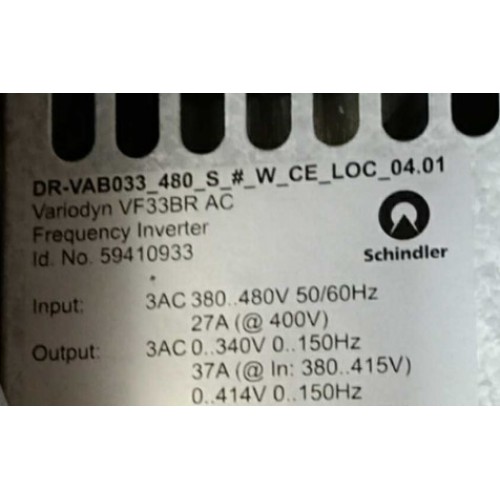 DR-VAB033_480_S_#_W_CE_LOC_04.01
Variodyn VF33BR AC
Frequency Inverter
Id. No. 59410933
Schindler
Input: 3AC 380..480V 50/60Hz
27A (@ 400V)
Output: 3AC 0..340V 0..150Hz
37A (@ In: 380..415V)
0..414V 0..150Hz